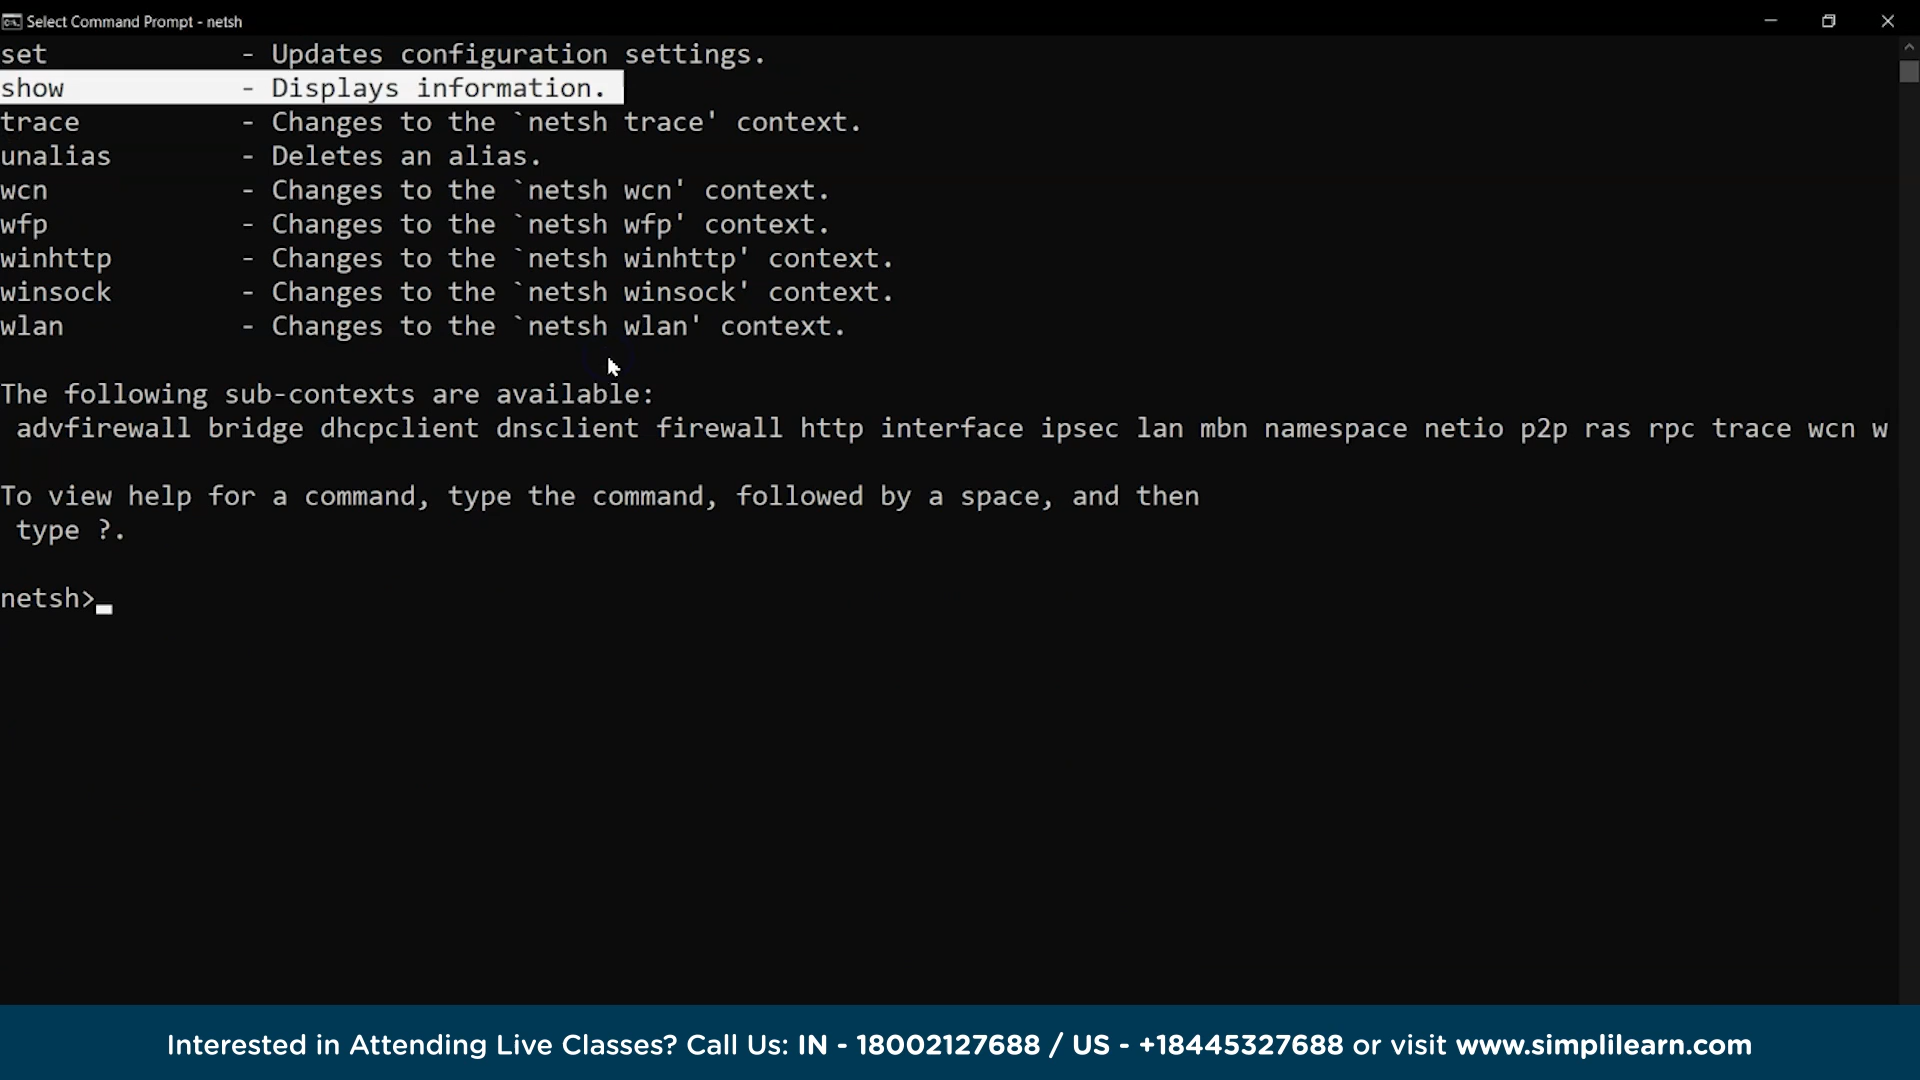 Select Command Prompt - netsh
set - Updates configuration settings.
show - Displays information.
trace - Changes to the `netsh trace' context.
unalias - Deletes an alias.
wcn - Changes to the `netsh wcn' context.
wfp - Changes to the `netsh wfp' context.
winhttp - Changes to the `netsh winhttp' context.
winsock - Changes to the `netsh winsock' context.
wlan - Changes to the `netsh wlan' context.
The following sub-contexts are available:
advfirewall bridge dhcpclient dnsclient firewall http interface ipsec lan mbn namespace netio p2p ras rpc trace wcn w
To view help for a command, type the command, followed by a space, and then
type ?.
netsh>
Interested in Attending Live Classes? Call Us: IN - 18002127688 / US - +18445327688 or visit www.simplilearn.com